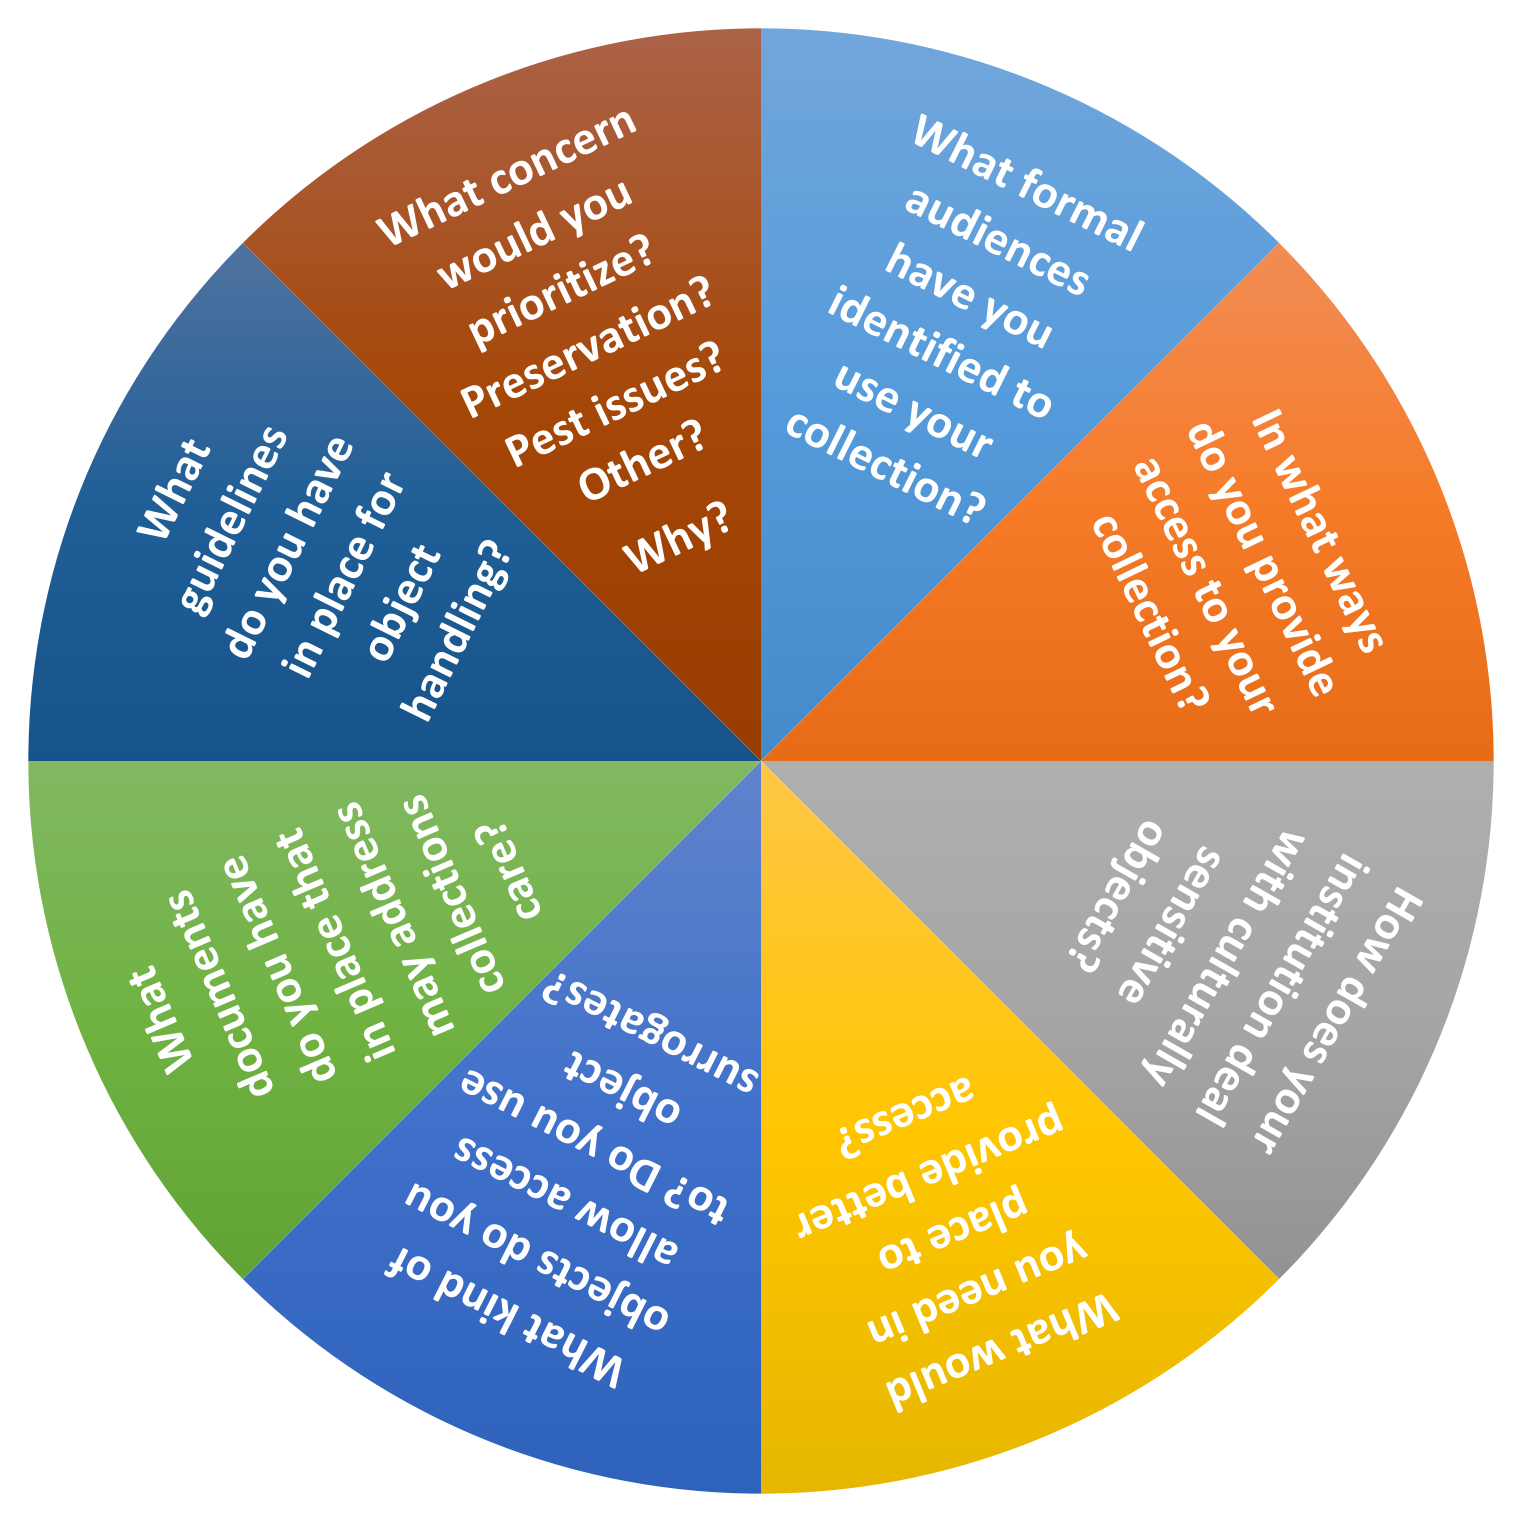 What formal
audiences
have you
identified to
use your
collection?
In what ways
do you provide
access to your
collection?
How does your
institution deal
with culturally
sensitive
objects?
What would
you need in
place to
provide better
access?
What kind of
objects do you
allow access
to? Do you use
object
surrogates?
What
documents
do you have
in place that
may address
collections
care?
What
guidelines
do you have
in place for
object
handling?
What concern
would you
prioritize?
Preservation?
Pest issues?
Other?
Why?